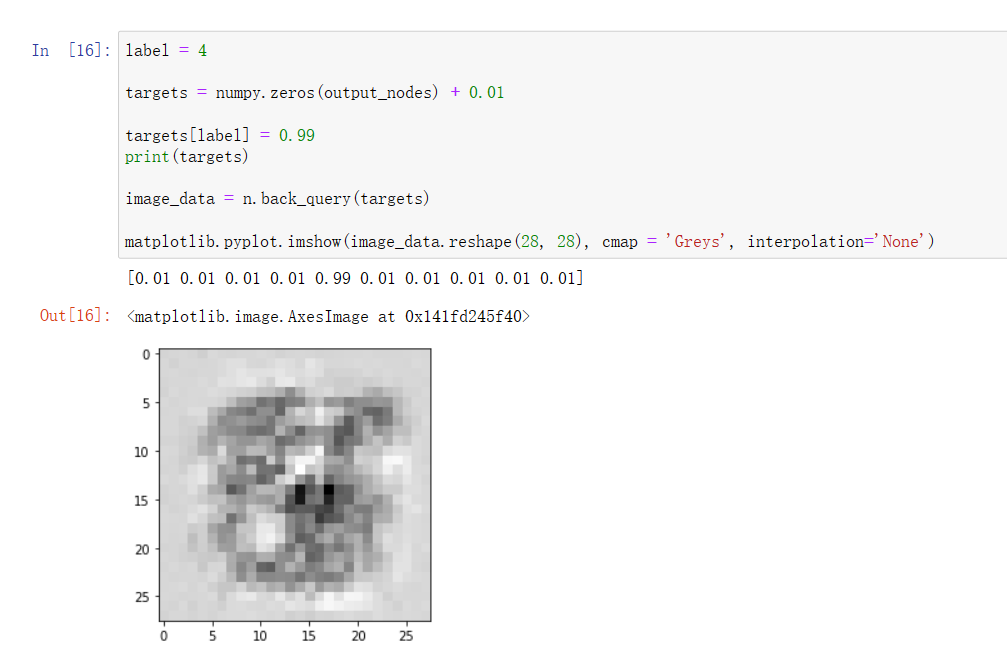 In [16]: label = 4
targets = numpy.zeros(output_nodes) + 0.01
targets[label] = 0.99
print(targets)
image_data = n.back_query(targets)
matplotlib.pyplot.imshow(image_data.reshape(28, 28), cmap = 'Greys', interpolation='None')
[0.01 0.01 0.01 0.01 0.99 0.01 0.01 0.01 0.01 0.01]
Out[16]: <matplotlib.image.AxesImage at 0x141fd245f40>
0
5
10
15
20
25
0 5 10 15 20 25